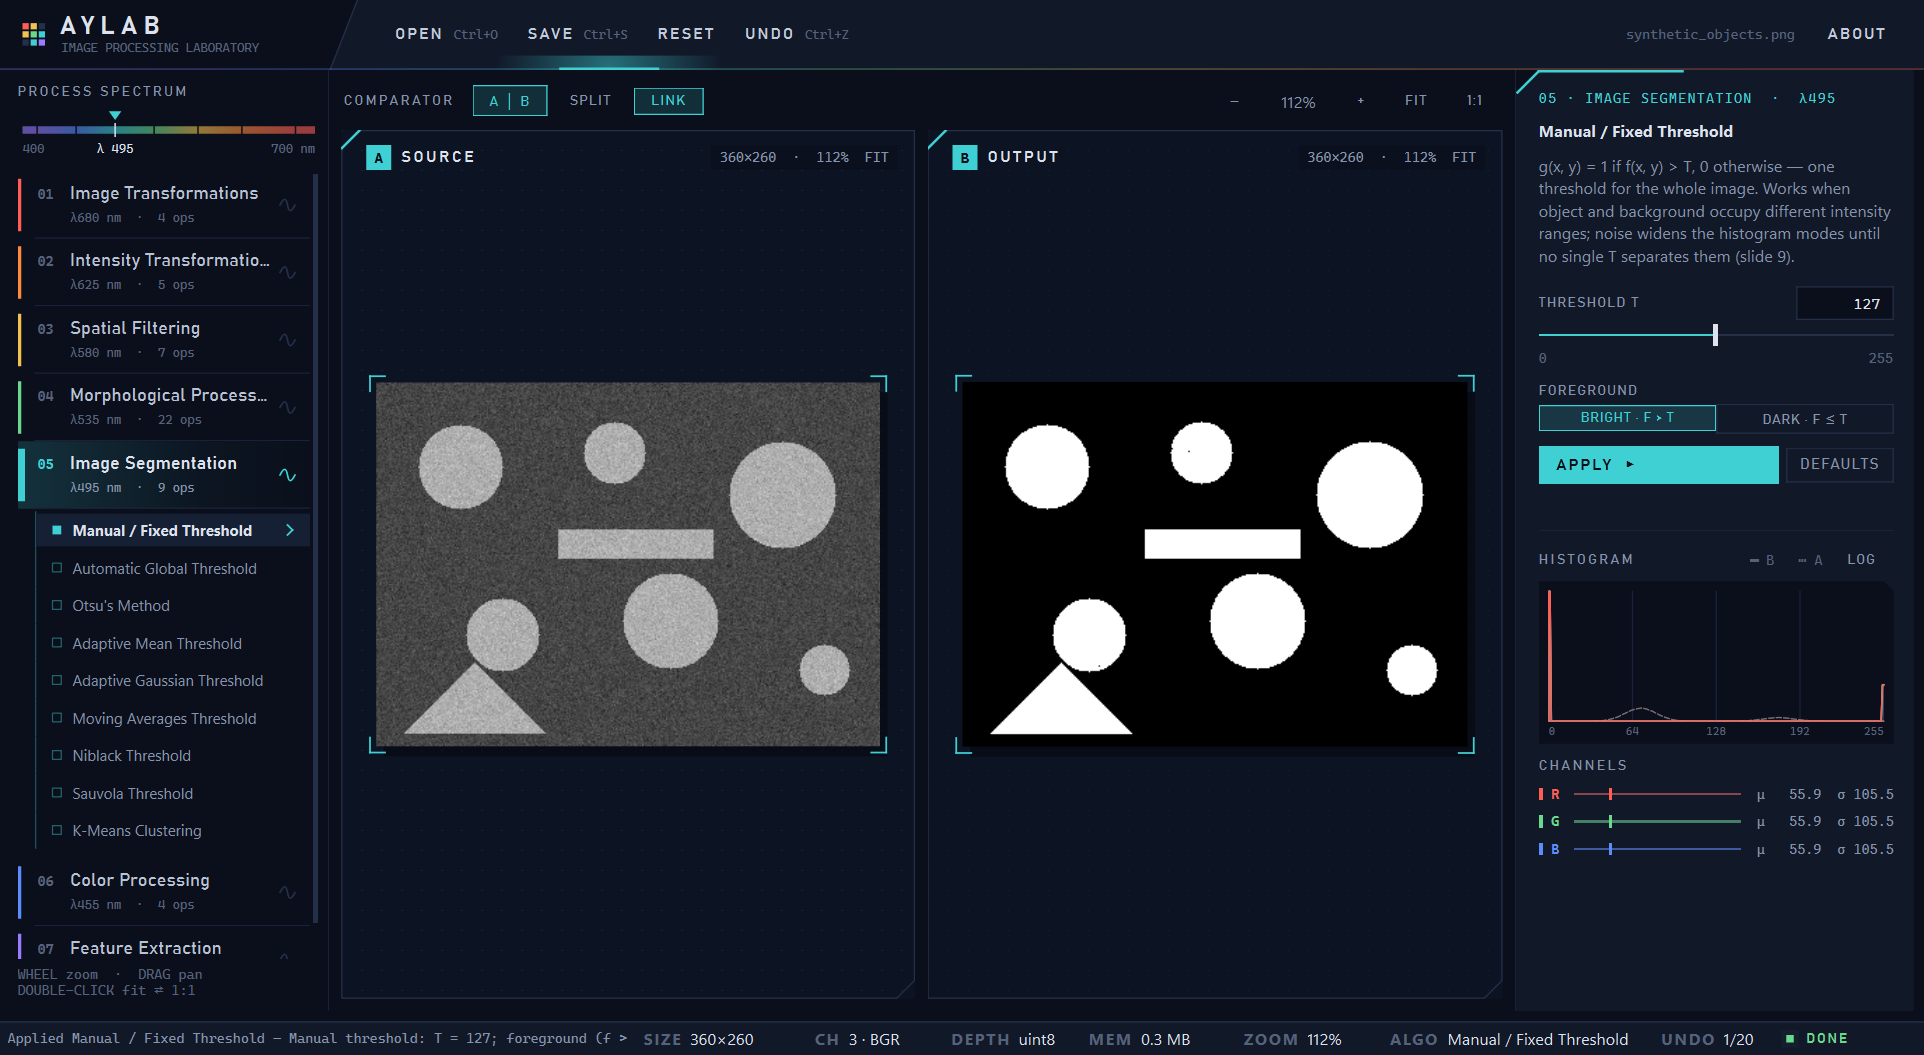 AYLAB
IMAGE PROCESSING LABORATORY
OPEN Ctrl+O SAVE Ctrl+S RESET UNDO Ctrl+Z
synthetic_objects.png ABOUT
PROCESS SPECTRUM
400 λ 495 700 nm
01 Image Transformations
λ680 nm · 4 ops
02 Intensity Transformatio…
λ625 nm · 5 ops
03 Spatial Filtering
λ580 nm · 7 ops
04 Morphological Process…
λ535 nm · 22 ops
05 Image Segmentation
λ495 nm · 9 ops
Manual / Fixed Threshold
Automatic Global Threshold
Otsu's Method
Adaptive Mean Threshold
Adaptive Gaussian Threshold
Moving Averages Threshold
Niblack Threshold
Sauvola Threshold
K-Means Clustering
06 Color Processing
λ455 nm · 4 ops
07 Feature Extraction
WHEEL zoom · DRAG pan
DOUBLE-CLICK fit ⇌ 1:1
COMPARATOR A | B SPLIT LINK
− 112% + FIT 1:1
A SOURCE 360×260 · 112% FIT
B OUTPUT 360×260 · 112% FIT
05 · IMAGE SEGMENTATION · λ495
Manual / Fixed Threshold
g(x, y) = 1 if f(x, y) > T, 0 otherwise — one
threshold for the whole image. Works when
object and background occupy different intensity
ranges; noise widens the histogram modes until
no single T separates them (slide 9).
THRESHOLD T 127
0 255
FOREGROUND
BRIGHT · F > T DARK · F ≤ T
APPLY ▸ DEFAULTS
HISTOGRAM B A LOG
0 64 128 192 255
CHANNELS
R μ 55.9 σ 105.5
G μ 55.9 σ 105.5
B μ 55.9 σ 105.5
Applied Manual / Fixed Threshold — Manual threshold: T = 127; foreground (f > SIZE 360×260 CH 3 · BGR DEPTH uint8 MEM 0.3 MB ZOOM 112% ALGO Manual / Fixed Threshold UNDO 1/20 DONE